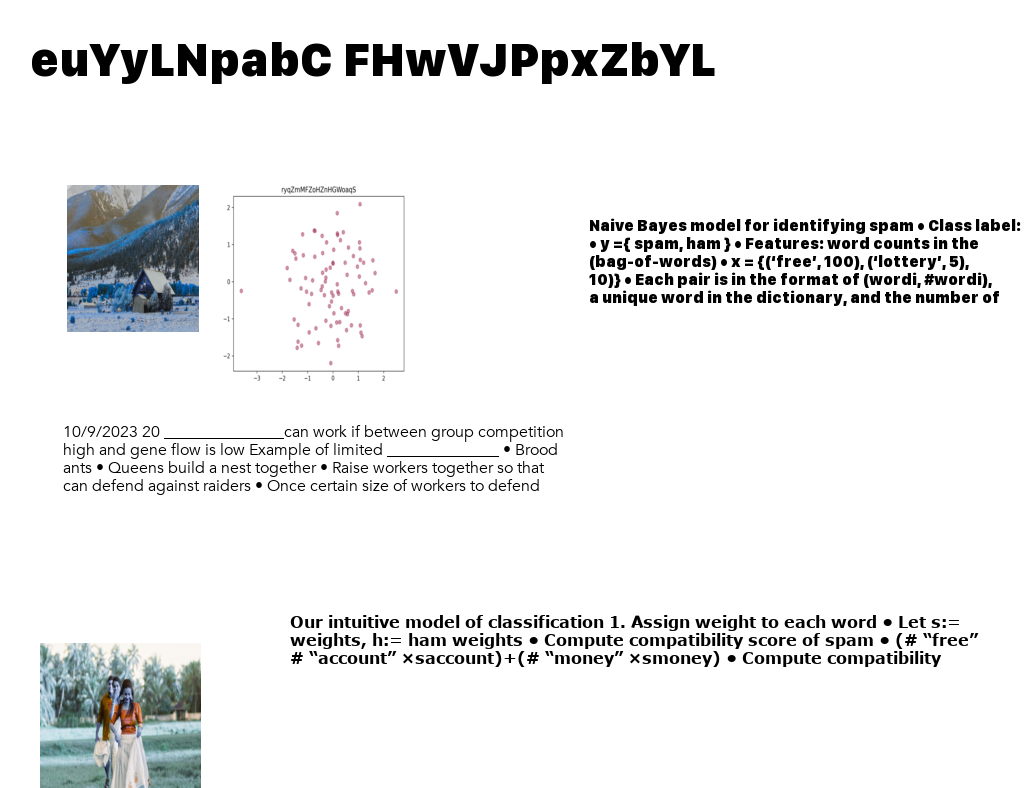 euYyLNpabC FHwVJPpxZbYL
ryqZmMFZoHZnHGWoaqS
2
1
0
−1
−2
−3 −2 −1 0 1 2
Naive Bayes model for identifying spam • Class label:
• y ={ spam, ham } • Features: word counts in the
(bag-of-words) • x = {(‘free’, 100), (‘lottery’, 5),
10)} • Each pair is in the format of (wordi, #wordi),
a unique word in the dictionary, and the number of
10/9/2023 20 _______________can work if between group competition
high and gene flow is low Example of limited ______________ • Brood
ants • Queens build a nest together • Raise workers together so that
can defend against raiders • Once certain size of workers to defend
Our intuitive model of classification 1. Assign weight to each word • Let s:=
weights, h:= ham weights • Compute compatibility score of spam • (# “free”
# “account” ×saccount)+(# “money” ×smoney) • Compute compatibility